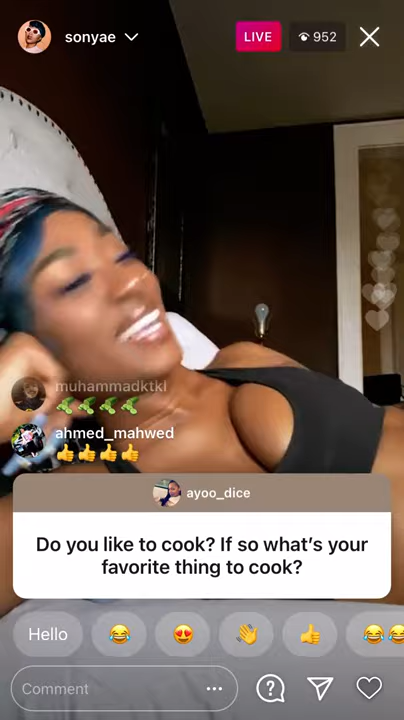 sonyae
LIVE
952
muhammadktkl
ahmed_mahwed
👍👍👍👍
ayoo_dice
Do you like to cook? If so what's your
favorite thing to cook?
Hello
Comment